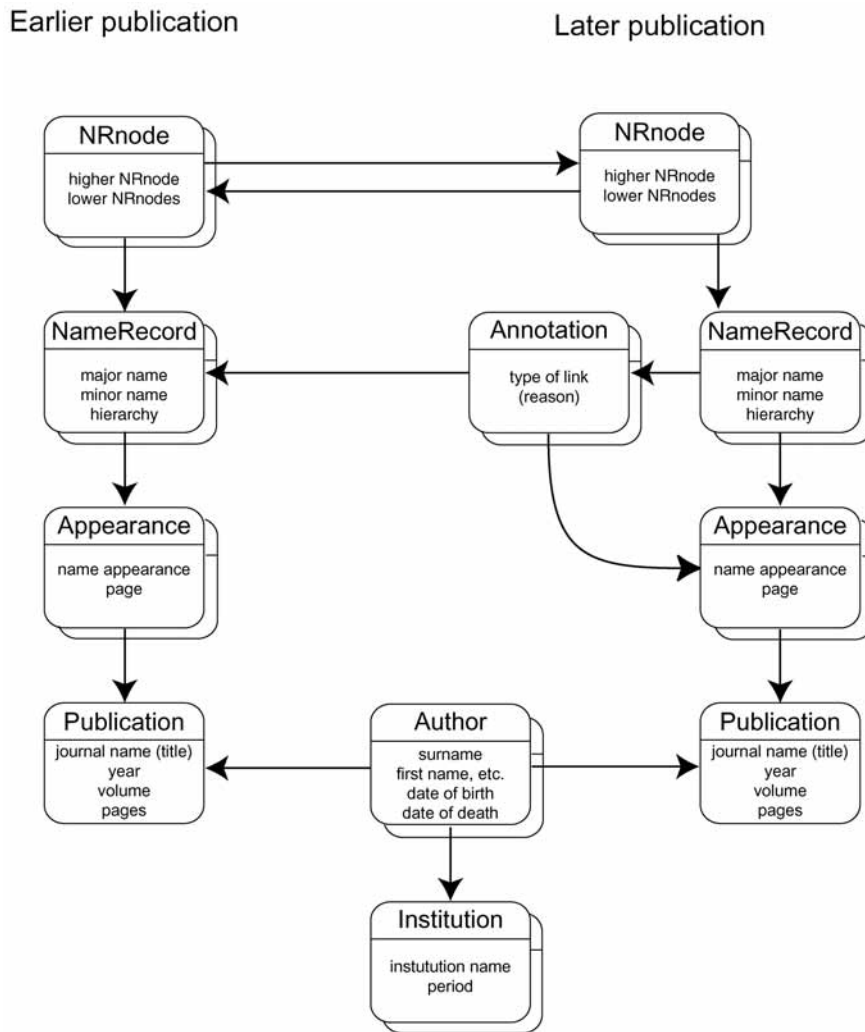 Earlier publication
Later publication
NRnode
higher NRnode
lower NRnodes
NRnode
higher NRnode
lower NRnodes
NameRecord
major name
minor name
hierarchy
Annotation
type of link
(reason)
NameRecord
major name
minor name
hierarchy
Appearance
name appearance
page
Appearance
name appearance
page
Publication
journal name (title)
year
volume
pages
Author
surname
first name, etc.
date of birth
date of death
Publication
journal name (title)
year
volume
pages
Institution
instutution name
period